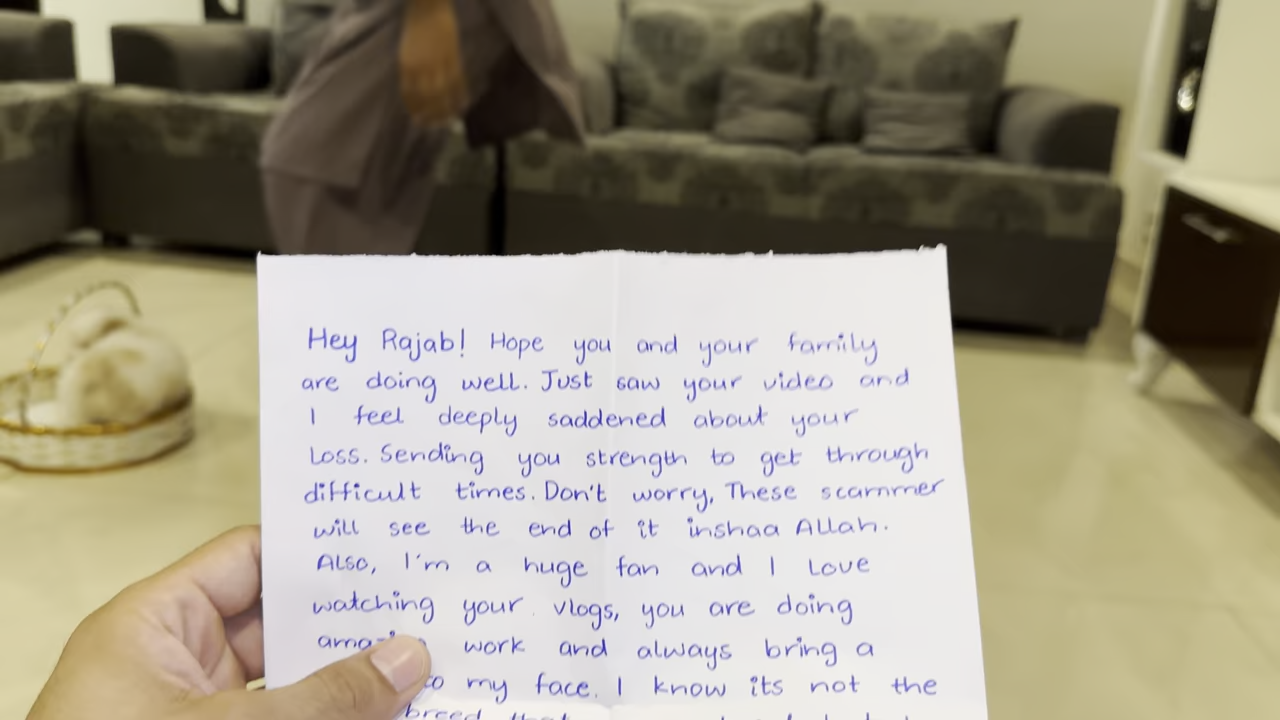 Hey Rajab! Hope you and your family
are doing well. Just saw your video and
I feel deeply saddened about your
Loss. Sending you strength to get through
difficult times. Don't worry, These scammer
will see the end of it inshaa Allah.
Also, I'm a huge fan and I Love
watching your vlogs, you are doing
work and always bring a
to my face. I know its not the
breed